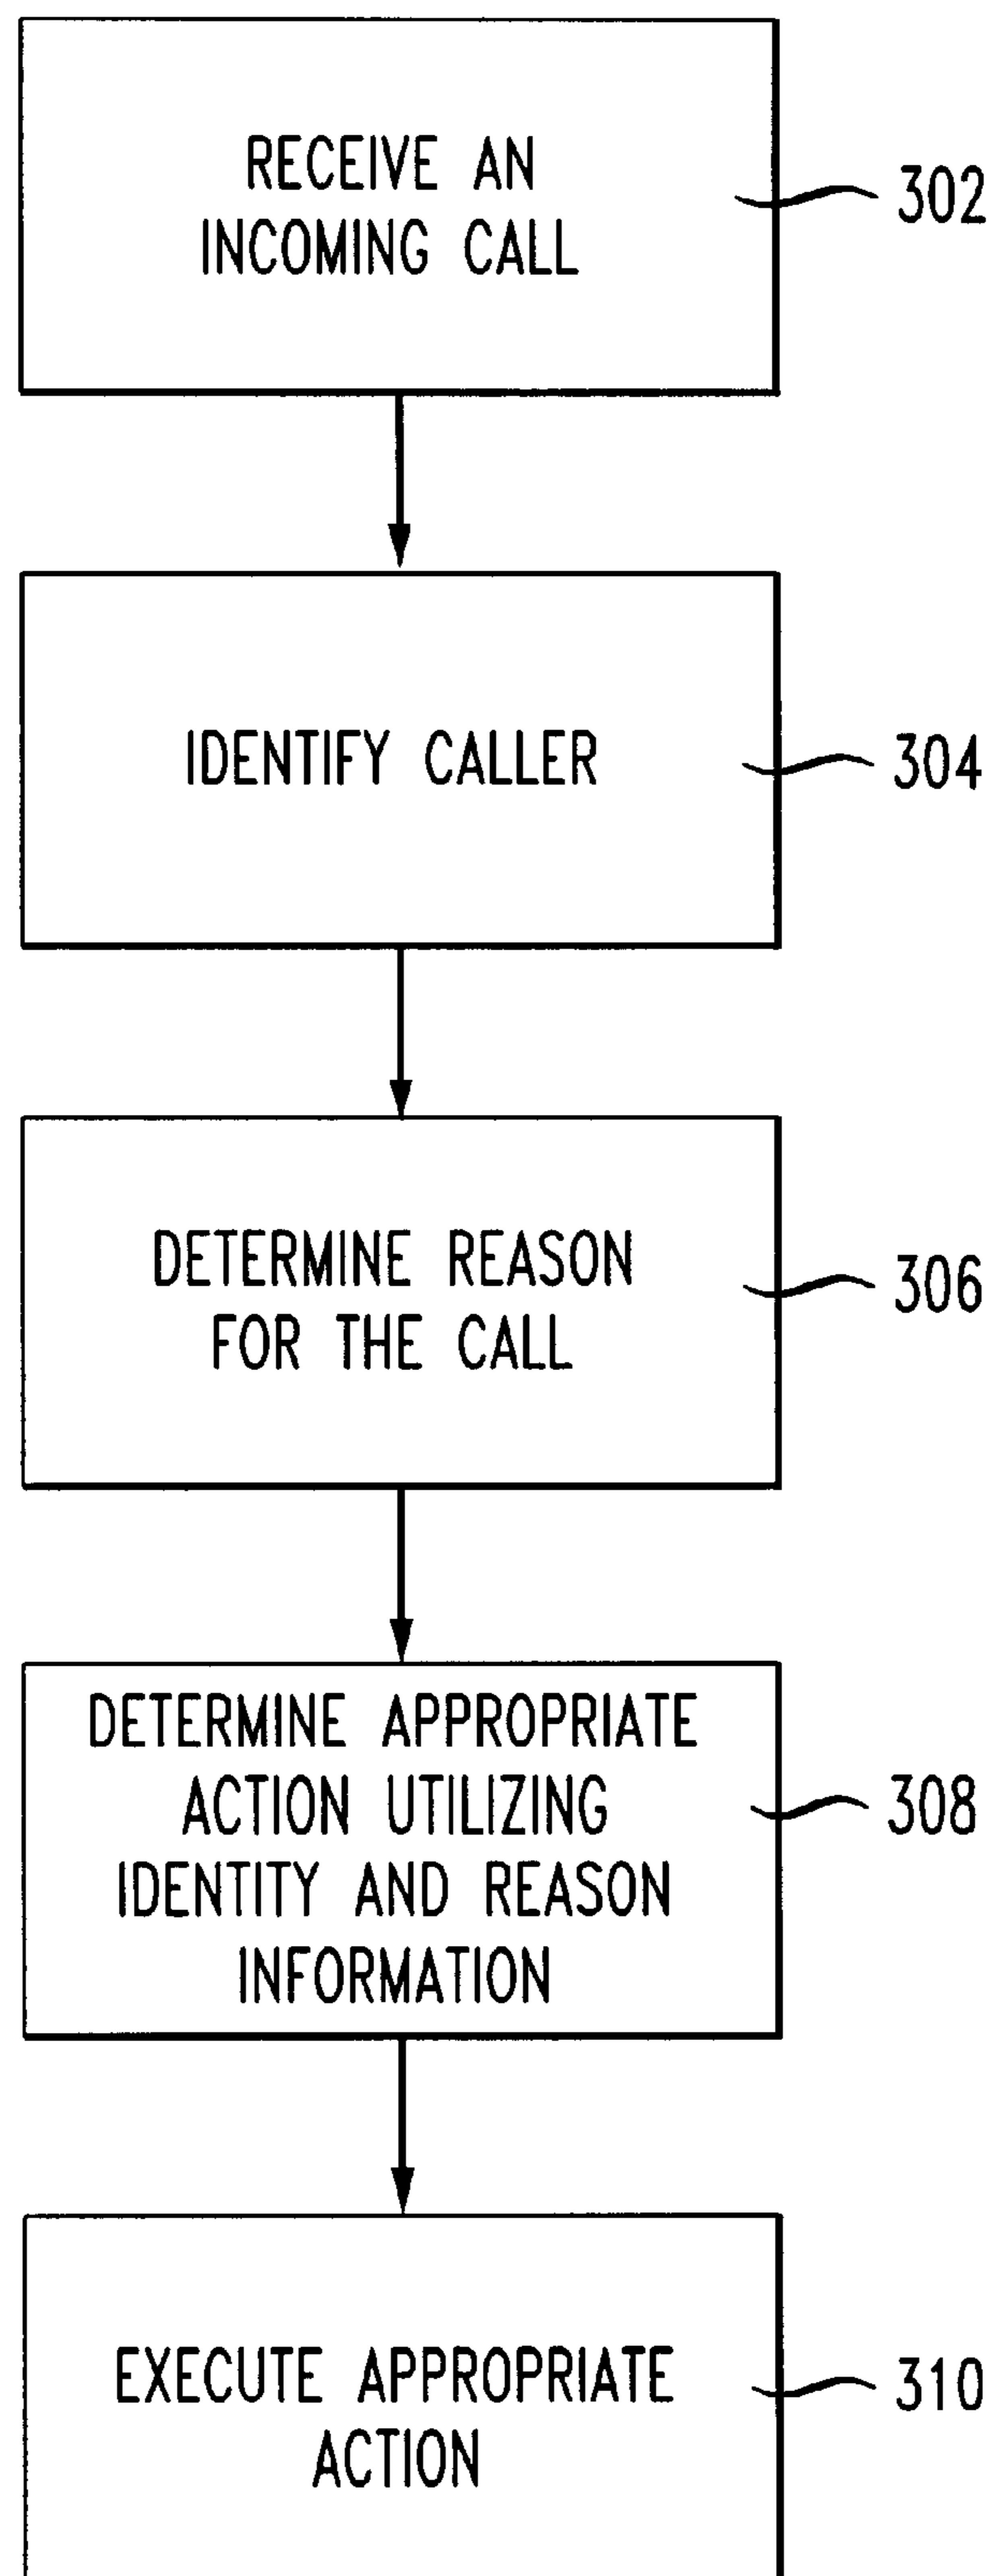 RECEIVE AN
INCOMING CALL
302
IDENTIFY CALLER
304
DETERMINE REASON
FOR THE CALL
306
DETERMINE APPROPRIATE
ACTION UTILIZING
IDENTITY AND REASON
INFORMATION
308
EXECUTE APPROPRIATE
ACTION
310